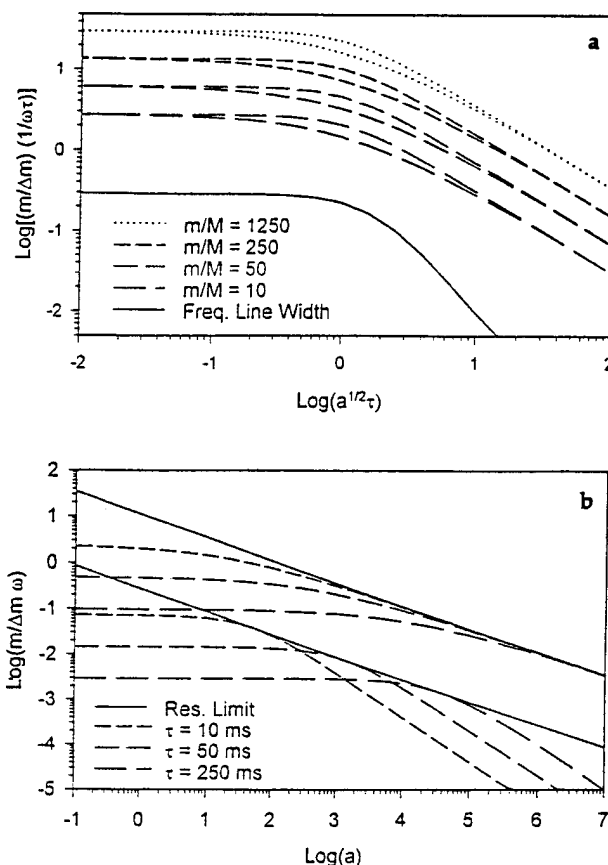 a
Log[(m/Δm) (1/ωτ)]
1
0
-1
-2
m/M = 1250
m/M = 250
m/M = 50
m/M = 10
Freq. Line Width
-2 -1 0 1 2
Log(a^{1/2}τ)
b
Log(m/Δm ω)
2
1
0
-1
-2
-3
-4
-5
Res. Limit
τ = 10 ms
τ = 50 ms
τ = 250 ms
-1 0 1 2 3 4 5 6 7
Log(a)